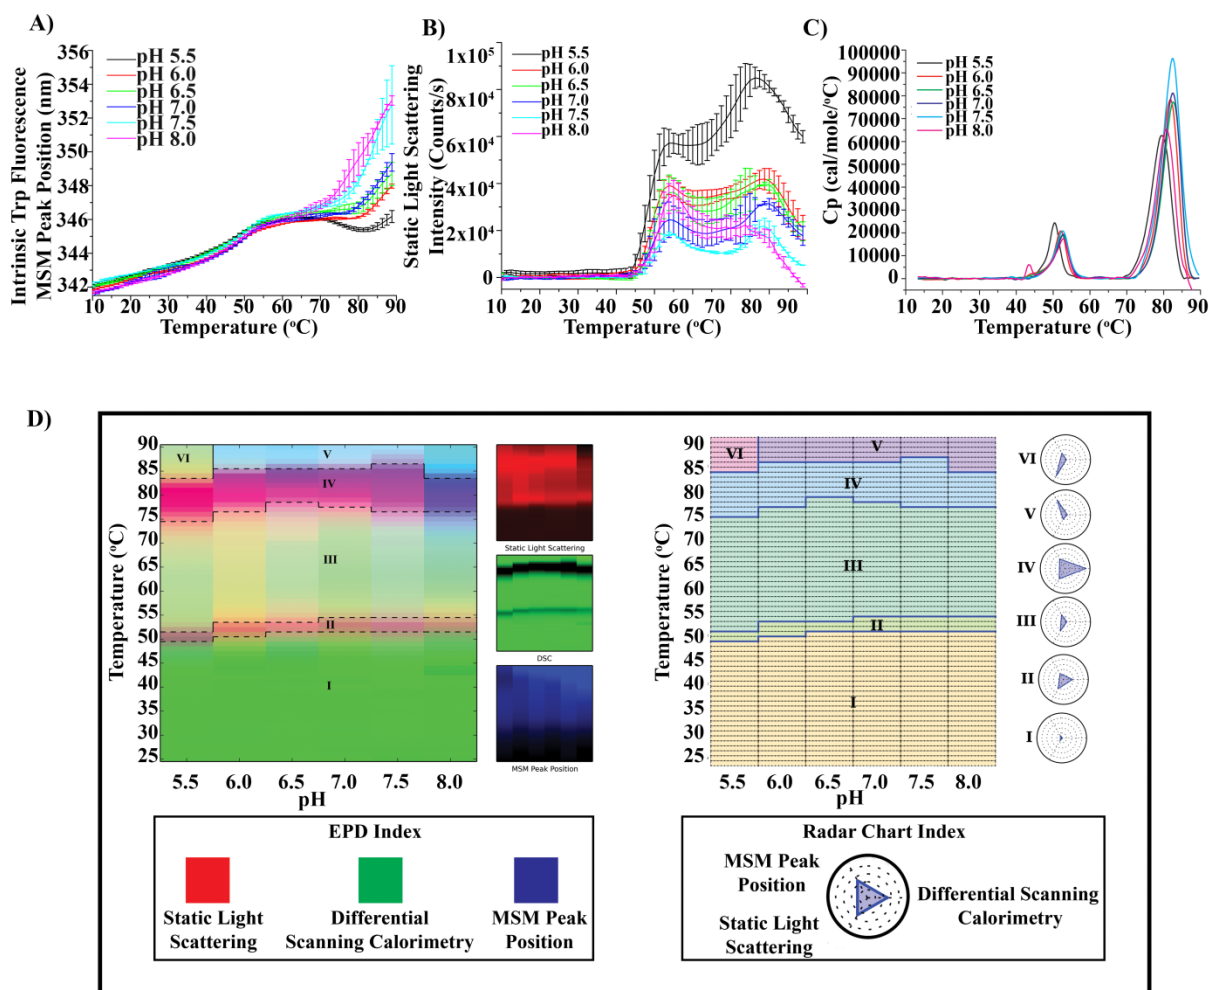 A)
Intrinsic Trp Fluorescence
MSM Peak Position (nm)
356
354
352
350
348
346
344
342
pH 5.5
pH 6.0
pH 6.5
pH 7.0
pH 7.5
pH 8.0
10 20 30 40 50 60 70 80 90
Temperature (°C)
B)
Static Light Scattering
Intensity (Counts/s)
1x10⁵
8x10⁴
6x10⁴
4x10⁴
2x10⁴
0
pH 5.5
pH 6.0
pH 6.5
pH 7.0
pH 7.5
pH 8.0
10 20 30 40 50 60 70 80 90
Temperature (°C)
C)
Cp (cal/mole/°C)
100000
90000
80000
70000
60000
50000
40000
30000
20000
10000
0
pH 5.5
pH 6.0
pH 6.5
pH 7.0
pH 7.5
pH 8.0
10 20 30 40 50 60 70 80 90
Temperature (°C)
D)
Temperature (°C)
90
85
80
75
70
65
60
55
50
45
40
35
30
25
VI
V
IV
III
II
I
5.5 6.0 6.5 7.0 7.5 8.0
pH
Static Light Scattering
DSC
MSM Peak Position
Temperature (°C)
90
85
80
75
70
65
60
55
50
45
40
35
30
25
VI
V
IV
III
II
I
5.5 6.0 6.5 7.0 7.5 8.0
pH
VI
V
IV
III
II
I
EPD Index
Static Light
Scattering
Differential
Scanning Calorimetry
MSM Peak
Position
Radar Chart Index
MSM Peak
Position
Static Light
Scattering
Differential Scanning
Calorimetry